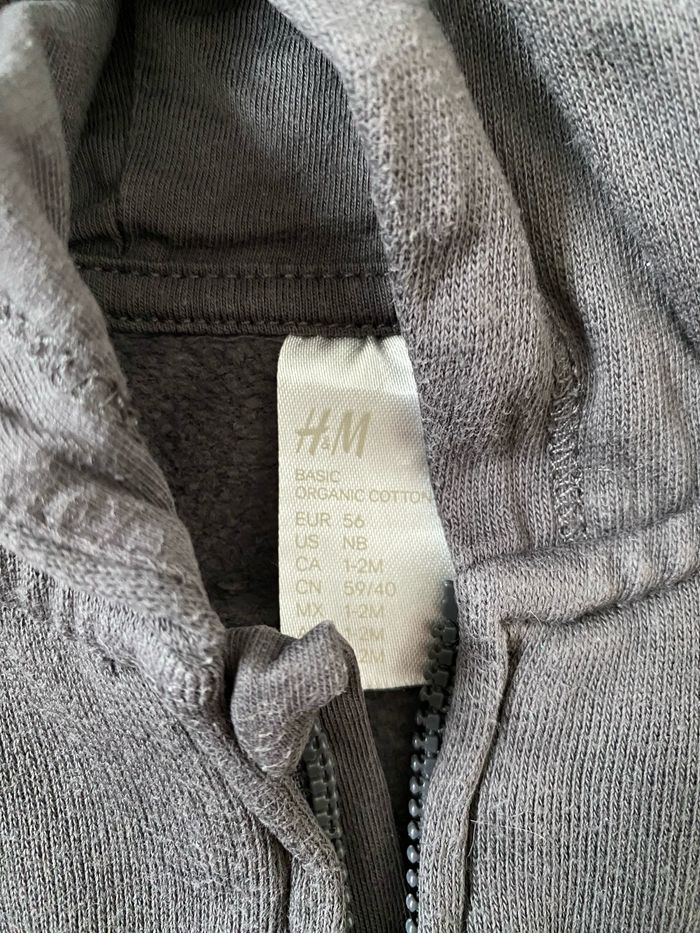 H&M
BASIC
ORGANIC COTTON
EUR 56
US NB
CA 1-2M
CN 59/40
MX 1-2M